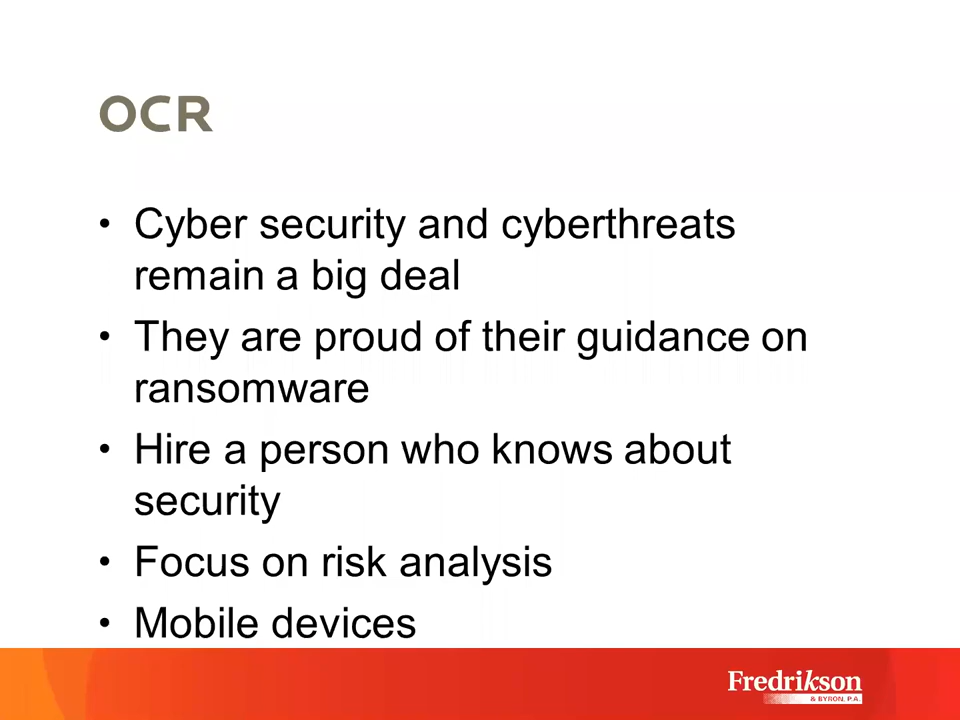 OCR
• Cyber security and cyberthreats
remain a big deal
• They are proud of their guidance on
ransomware
• Hire a person who knows about
security
• Focus on risk analysis
• Mobile devices
Fredrikson
& BYRON, P.A.